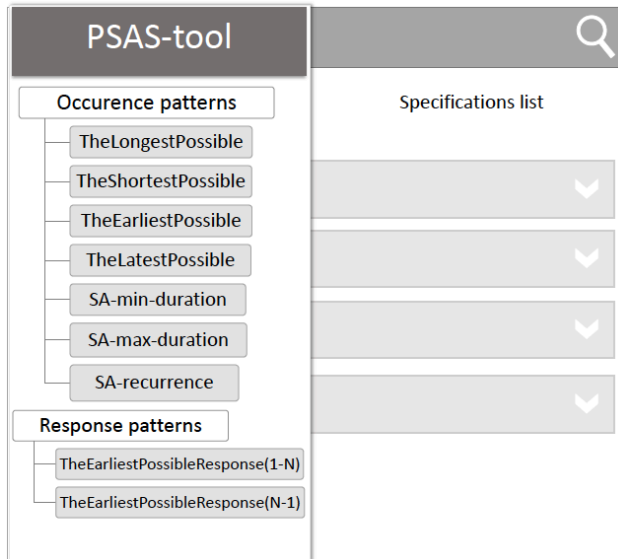 PSAS-tool
Occurence patterns
TheLongestPossible
TheShortestPossible
TheEarliestPossible
TheLatestPossible
SA-min-duration
SA-max-duration
SA-recurrence
Response patterns
TheEarliestPossibleResponse(1-N)
TheEarliestPossibleResponse(N-1)
Specifications list